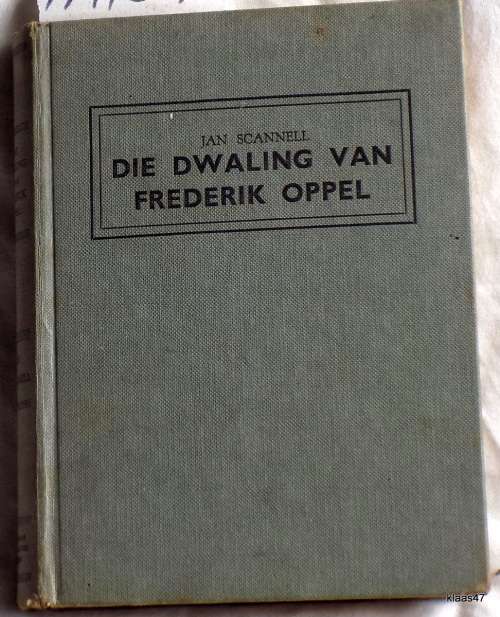 JAN SCANNELL
DIE DWALING VAN
FREDERIK OPPEL
klaas47